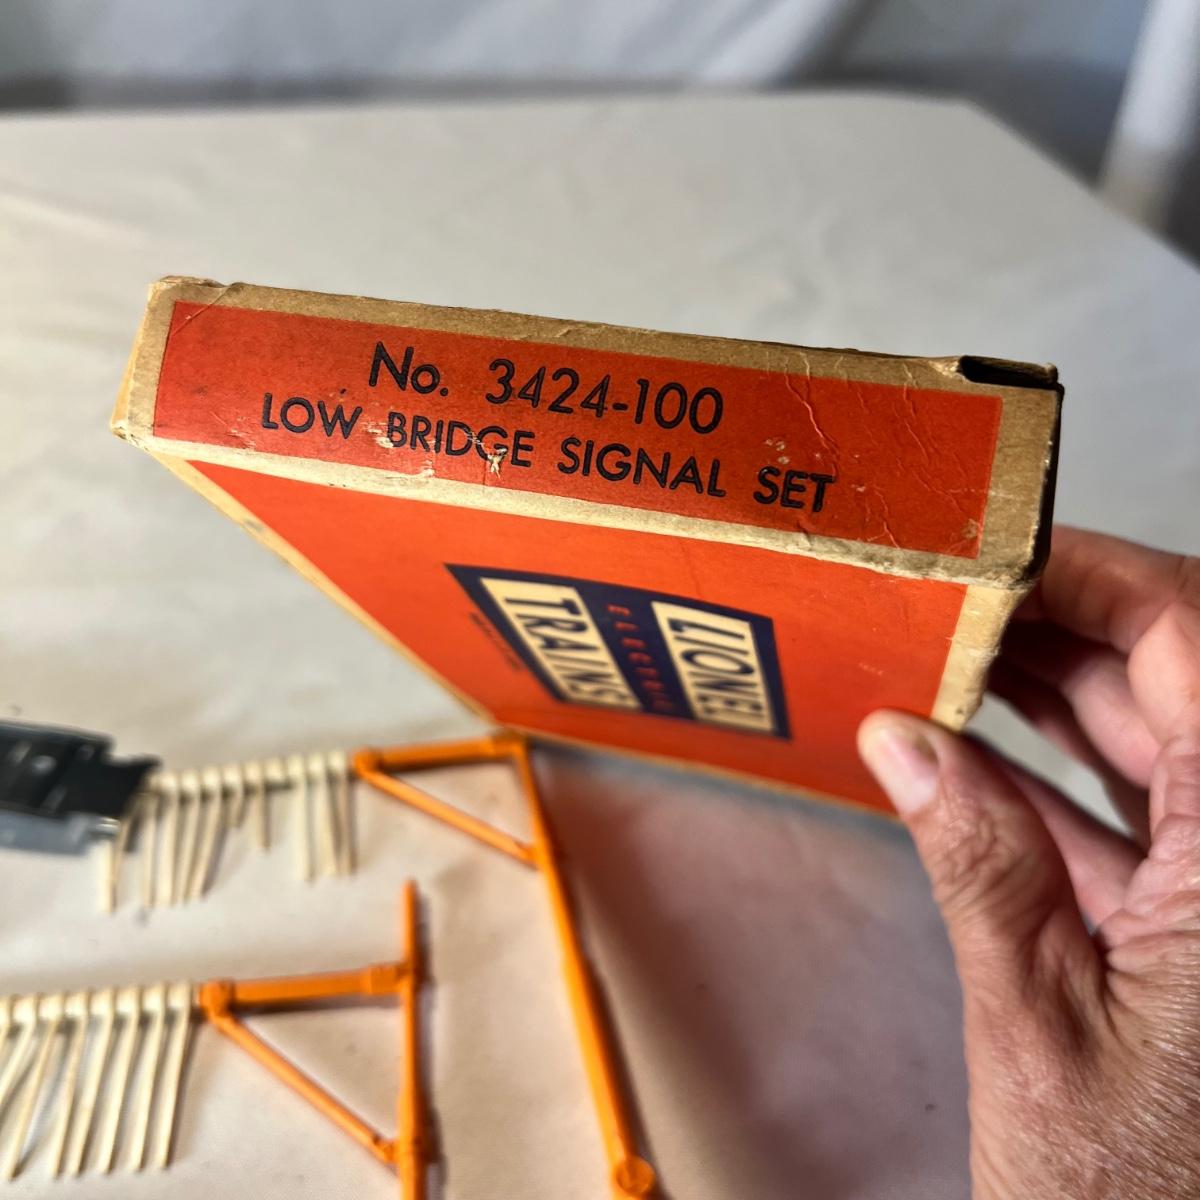 No. 3424-100
LOW BRIDGE SIGNAL SET
LIONEL
ELECTRIC
TRAINS